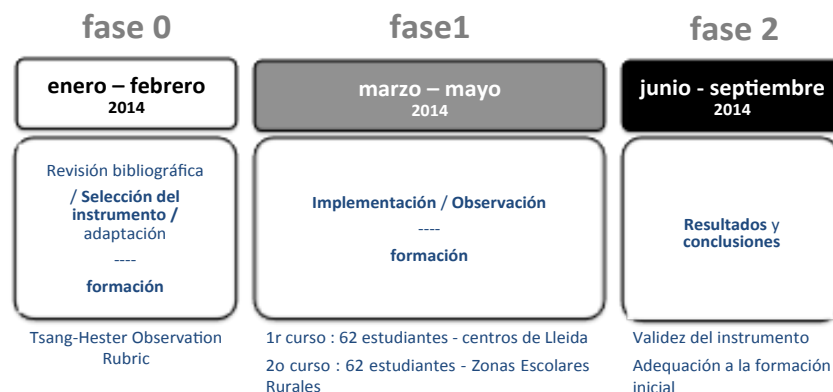 fase 0
enero – febrero
2014
Revisión bibliográfica
/ Selección del
instrumento /
adaptación
----
formación
Tsang-Hester Observation
Rubric
fase1
marzo – mayo
2014
Implementación / Observación
----
formación
1r curso : 62 estudiantes - centros de Lleida
2o curso : 62 estudiantes - Zonas Escolares
Rurales
fase 2
junio - septiembre
2014
Resultados y
conclusiones
Validez del instrumento
Adequación a la formación
inicial